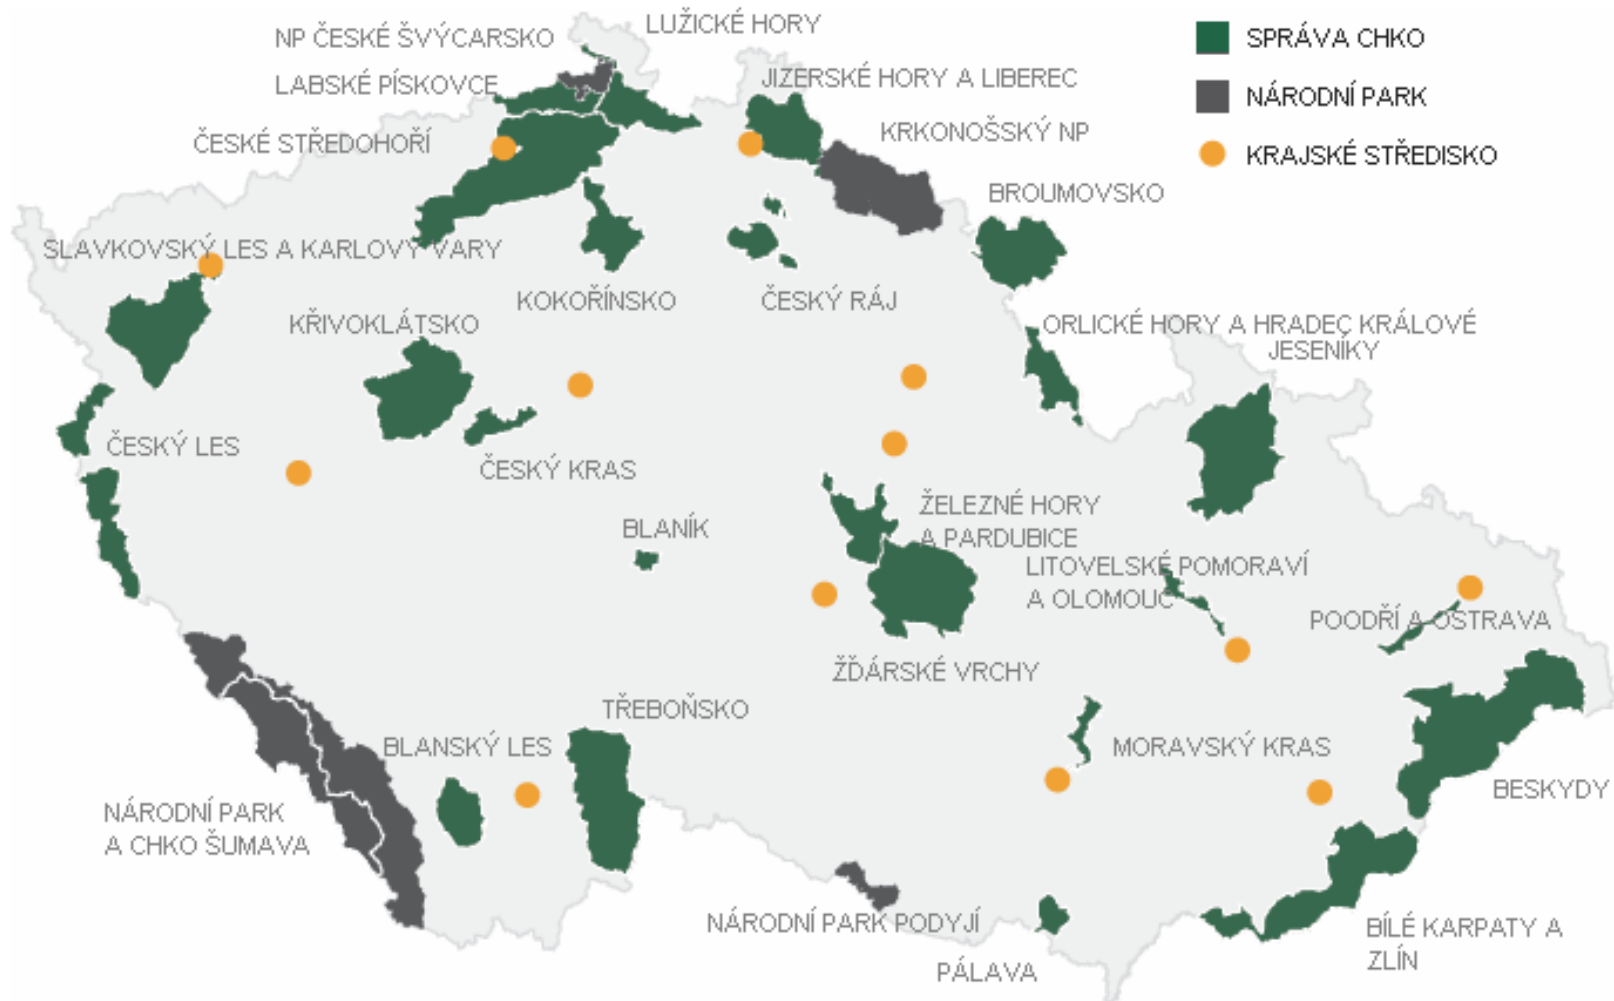 LUŽICKÉ HORY
NP ČESKÉ ŠVÝCARSKO
SPRÁVA CHKO
JIZERSKÉ HORY A LIBEREC
LABSKÉ PÍSKOVCE
NÁRODNÍ PARK
KRKONOŠSKÝ NP
ČESKÉ STŘEDOHOŘÍ
KRAJSKÉ STŘEDISKO
BROUMOVSKO
SLAVKOVSKÝ LES A KARLOVY VARY
KOKOŘÍNSKO
ČESKÝ RÁJ
KŘIVOKLÁTSKO
ORLICKÉ HORY A HRADEC KRÁLOVÉ
JESENÍKY
ČESKÝ LES
ČESKÝ KRAS
ŽELEZNÉ HORY
A PARDUBICE
BLANÍK
LITOVELSKÉ POMORAVÍ
A OLOMOUC
POODŘÍ A OSTRAVA
ŽĎÁRSKÉ VRCHY
TŘEBOŇSKO
BLANSKÝ LES
MORAVSKÝ KRAS
BESKYDY
NÁRODNÍ PARK
A CHKO ŠUMAVA
NÁRODNÍ PARK PODYJÍ
BÍLÉ KARPATY A
ZLÍN
PÁLAVA